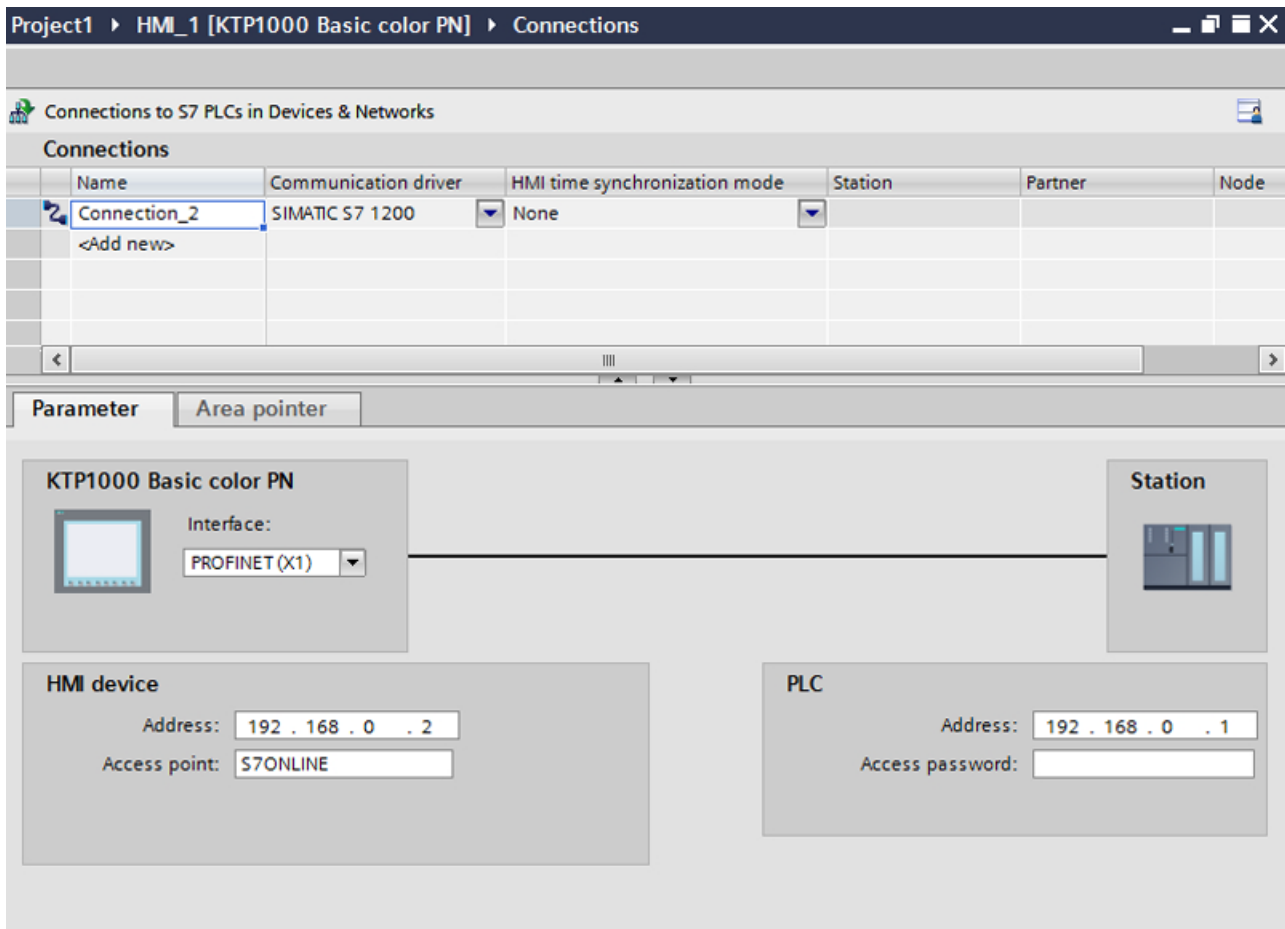 Project1 ▸ HMI_1 [KTP1000 Basic color PN] ▸ Connections
Connections to S7 PLCs in Devices & Networks
Connections
Name Communication driver HMI time synchronization mode Station Partner Node
Connection_2 SIMATIC S7 1200 None
<Add new>
Parameter Area pointer
KTP1000 Basic color PN
Interface:
PROFINET (X1)
Station
HMI device
Address: 192 . 168 . 0 . 2
Access point: S7ONLINE
PLC
Address: 192 . 168 . 0 . 1
Access password: